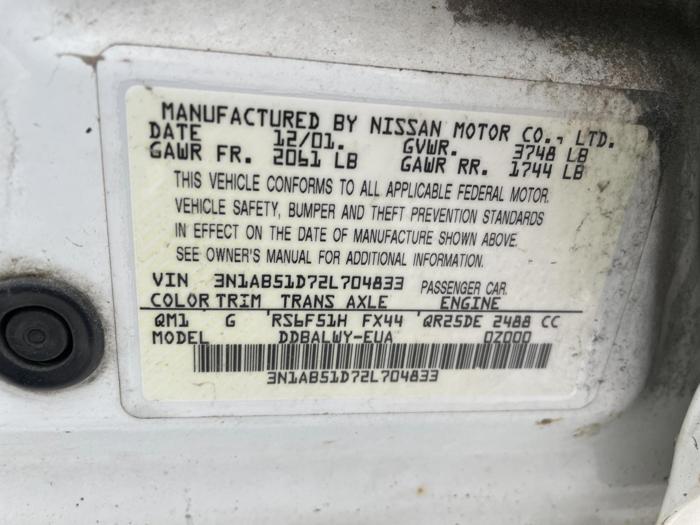 MANUFACTURED BY NISSAN MOTOR CO., LTD.
DATE 12/01. GVWR. 3748 LB
GAWR FR. 2061 LB GAWR RR. 1744 LB
THIS VEHICLE CONFORMS TO ALL APPLICABLE FEDERAL MOTOR
VEHICLE SAFETY, BUMPER AND THEFT PREVENTION STANDARDS
IN EFFECT ON THE DATE OF MANUFACTURE SHOWN ABOVE.
SEE OWNER'S MANUAL FOR ADDITIONAL INFORMATION.
VIN 3N1AB51D72L704833 PASSENGER CAR
COLOR TRIM TRANS AXLE ENGINE
QM1 G RS6F51H FX44 QR25DE 2488 CC
MODEL DDBALWY-EUA 0Z000
3N1AB51D72L704833